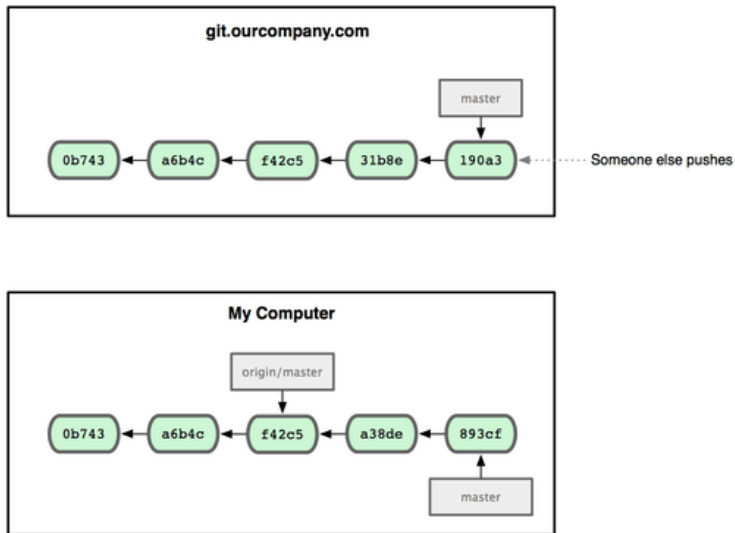 git.ourcompany.com
master
0b743 a6b4c f42c5 31b8e 190a3 Someone else pushes
My Computer
origin/master
0b743 a6b4c f42c5 a38de 893cf
master